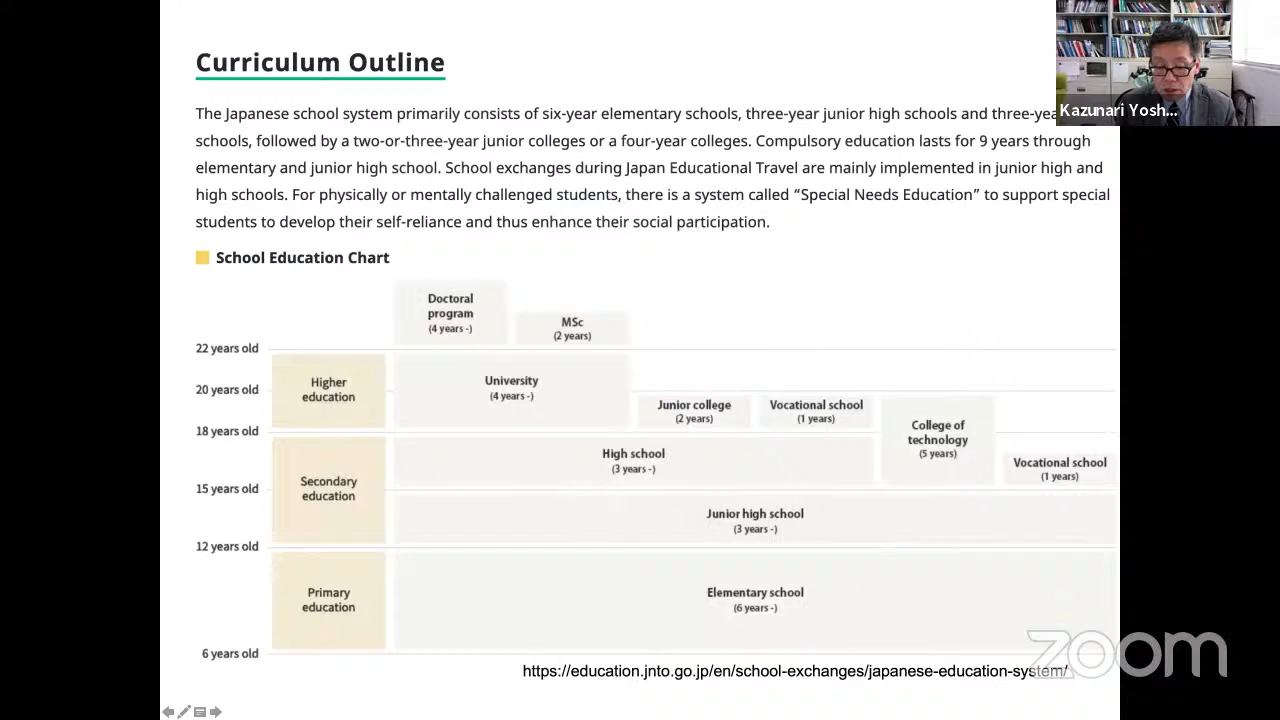 Curriculum Outline
The Japanese school system primarily consists of six-year elementary schools, three-year junior high schools and three-yea
schools, followed by a two-or-three-year junior colleges or a four-year colleges. Compulsory education lasts for 9 years through
elementary and junior high school. School exchanges during Japan Educational Travel are mainly implemented in junior high and
high schools. For physically or mentally challenged students, there is a system called “Special Needs Education” to support special
students to develop their self-reliance and thus enhance their social participation.
Kazunari Yosh...
School Education Chart
Doctoral
program
(4 years -)
MSc
(2 years)
22 years old
Higher
education
University
(4 years -)
20 years old
Junior college
(2 years)
Vocational school
(1 years)
College of
technology
(5 years)
18 years old
Secondary
education
High school
(3 years -)
Vocational school
(1 years)
15 years old
Junior high school
(3 years -)
12 years old
Primary
education
Elementary school
(6 years -)
6 years old
https://education.jnto.go.jp/en/school-exchanges/japanese-education-system/
zoom